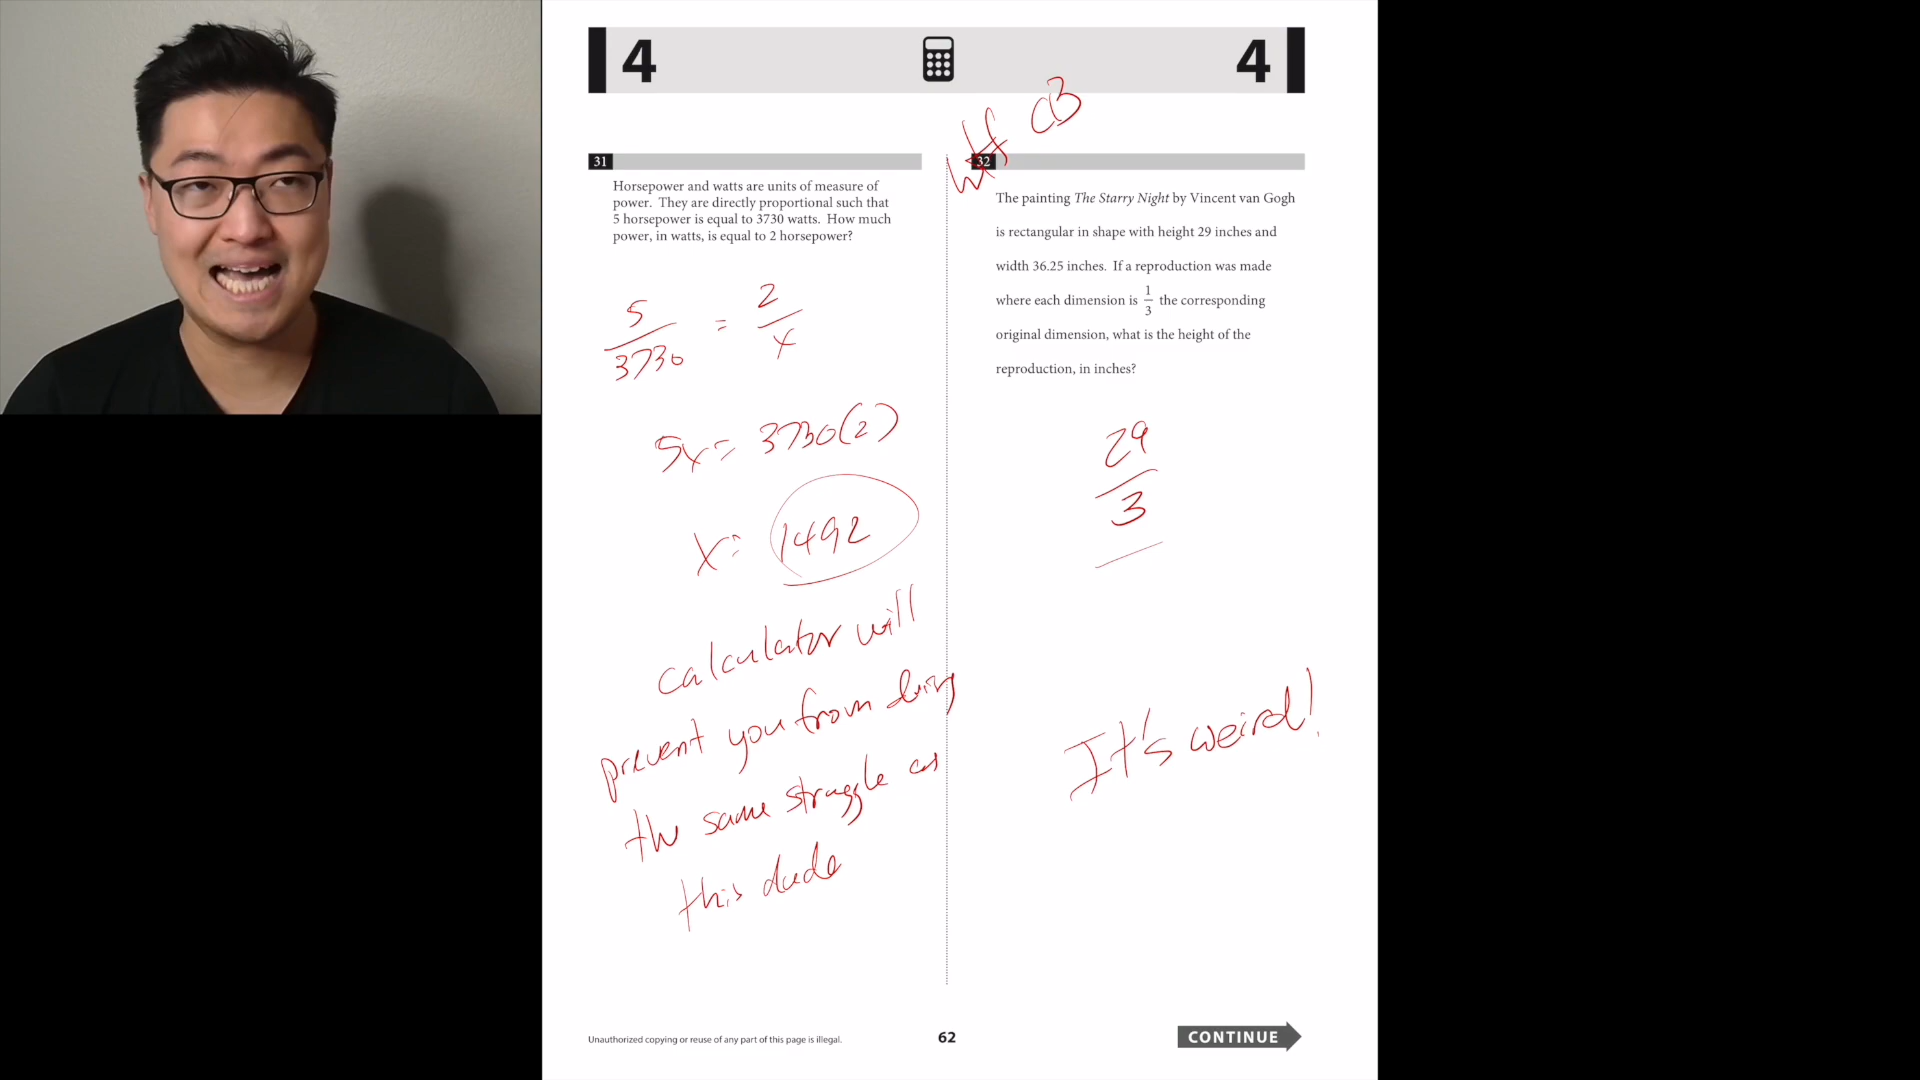 4 4
wtf CB
31
Horsepower and watts are units of measure of
power. They are directly proportional such that
5 horsepower is equal to 3730 watts. How much
power, in watts, is equal to 2 horsepower?
5/3730 = 2/x
5x = 3730(2)
x = 1492
calculator will
prevent you from doing
the same struggle as
this dude
32
The painting The Starry Night by Vincent van Gogh
is rectangular in shape with height 29 inches and
width 36.25 inches. If a reproduction was made
where each dimension is 1/3 the corresponding
original dimension, what is the height of the
reproduction, in inches?
29/3
It's weird!
Unauthorized copying or reuse of any part of this page is illegal.
62
CONTINUE